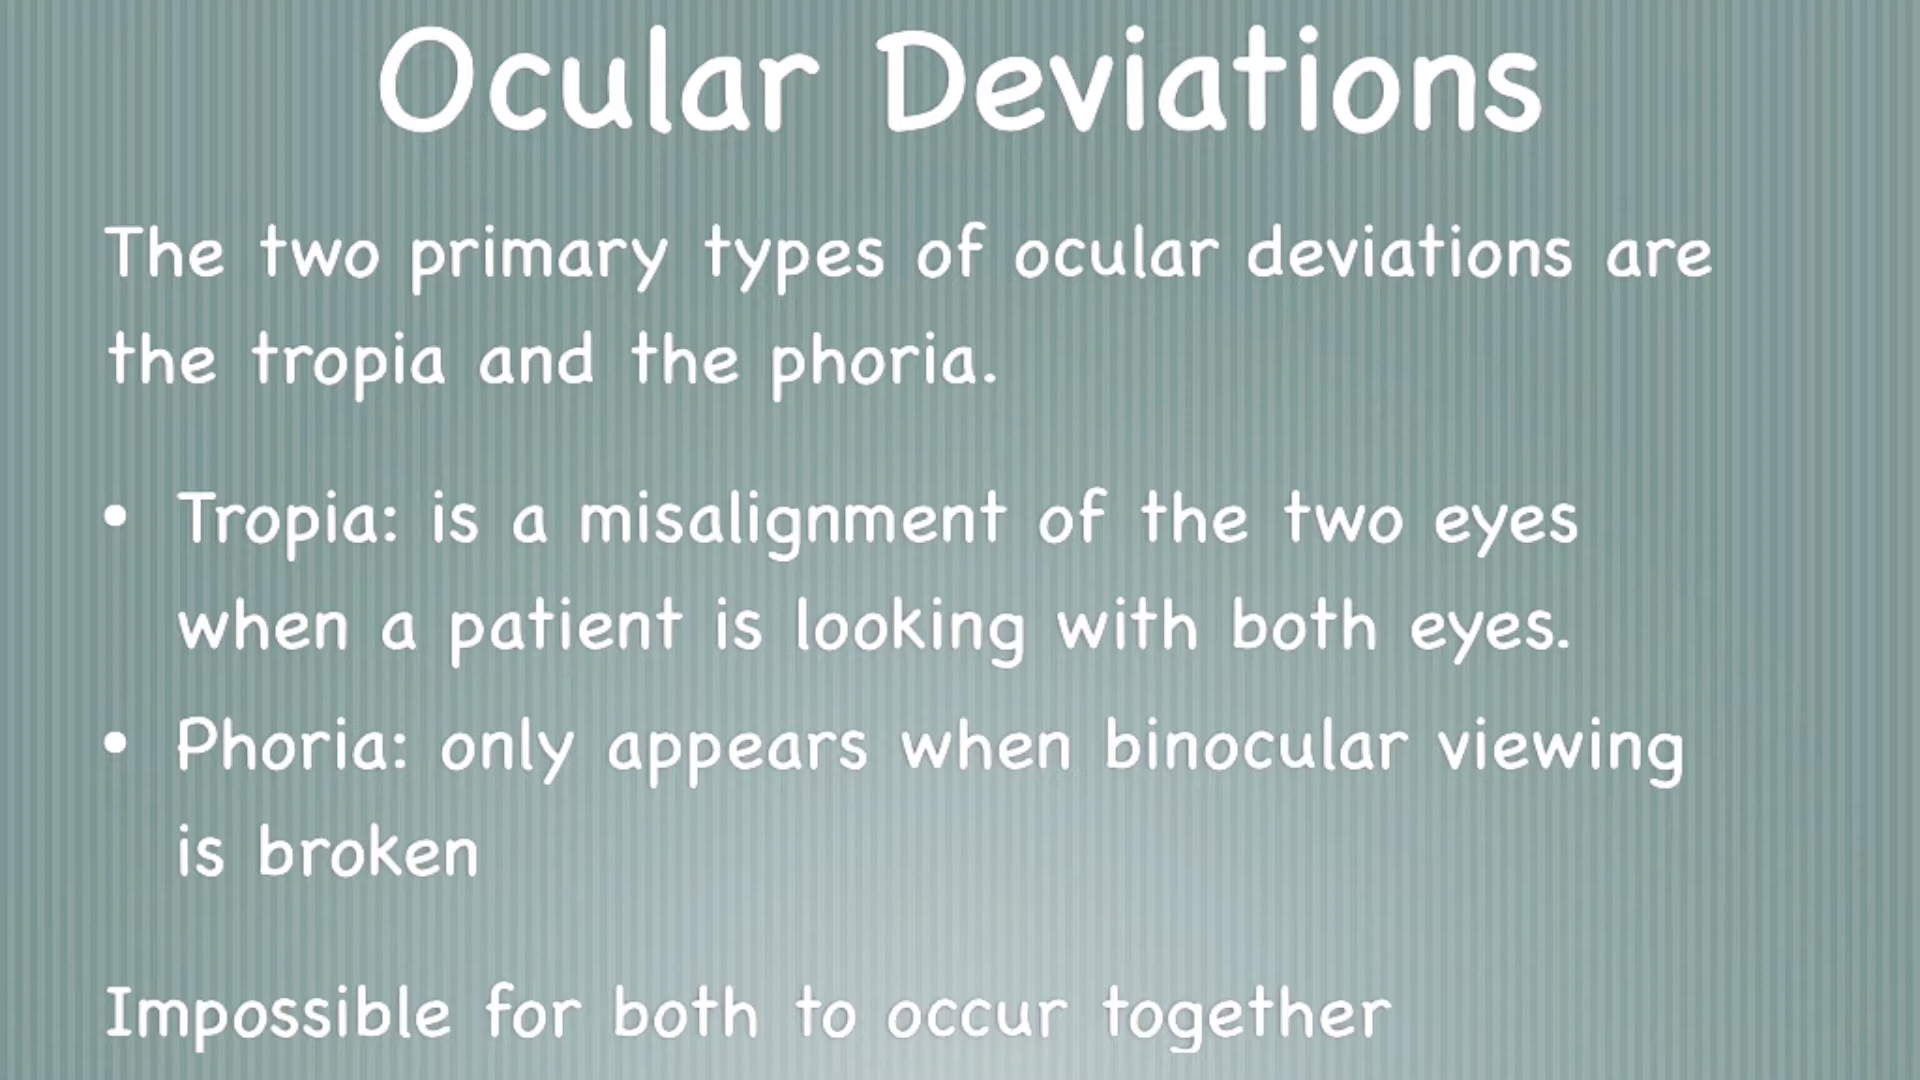 Ocular Deviations
The two primary types of ocular deviations are
the tropia and the phoria.
• Tropia: is a misalignment of the two eyes
when a patient is looking with both eyes.
• Phoria: only appears when binocular viewing
is broken
Impossible for both to occur together